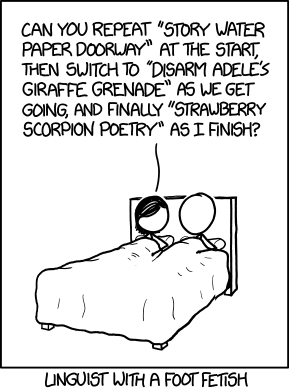 CAN YOU REPEAT "STORY WATER
PAPER DOORWAY" AT THE START,
THEN SWITCH TO "DISARM ADELE'S
GIRAFFE GRENADE" AS WE GET
GOING, AND FINALLY "STRAWBERRY
SCORPION POETRY" AS I FINISH?
LINGUIST WITH A FOOT FETISH